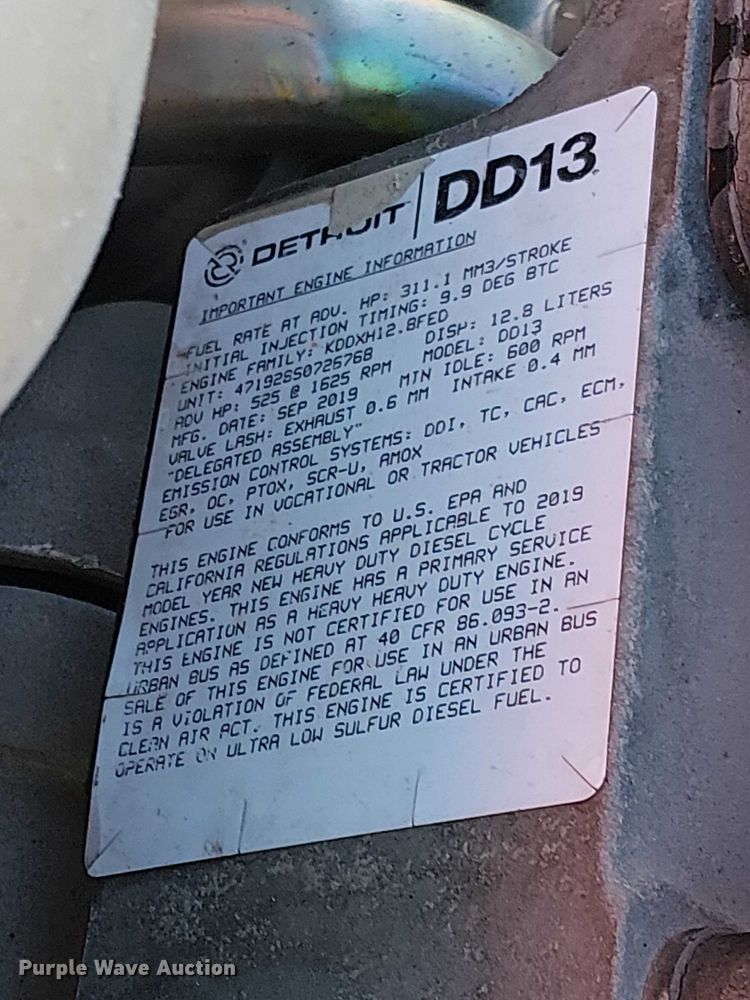 DETROIT | DD13
IMPORTANT ENGINE INFORMATION
FUEL RATE AT ADV. HP: 311.1 MM3/STROKE
INITIAL INJECTION TIMING: 9.9 DEG BTC
ENGINE FAMILY: KDDXH12.8FED DISP: 12.8 LITERS
UNIT: 471928S0726768 MODEL: DD13
ADV HP: 525 @ 1625 RPM MIN IDLE: 600 RPM
MFG. DATE: SEP 2019
VALVE LASH: EXHAUST 0.6 MM INTAKE 0.4 MM
"DELEGATED ASSEMBLY"
EMISSION CONTROL SYSTEMS: DDI, TC, CAC, ECM,
EGR, OC, PTOX, SCR-U, AMOX
FOR USE IN VOCATIONAL OR TRACTOR VEHICLES
THIS ENGINE CONFORMS TO U.S. EPA AND
CALIFORNIA REGULATIONS APPLICABLE TO 2019
MODEL YEAR NEW HEAVY DUTY DIESEL CYCLE
ENGINES. THIS ENGINE HAS A PRIMARY SERVICE
APPLICATION AS A HEAVY HEAVY DUTY ENGINE.
THIS ENGINE IS NOT CERTIFIED FOR USE IN AN
URBAN BUS AS DEFINED AT 40 CFR 86.093-2.
SALE OF THIS ENGINE FOR USE IN AN URBAN BUS
IS A VIOLATION OF FEDERAL LAW UNDER THE
CLEAN AIR ACT. THIS ENGINE IS CERTIFIED TO
OPERATE ON ULTRA LOW SULFUR DIESEL FUEL.
Purple Wave Auction